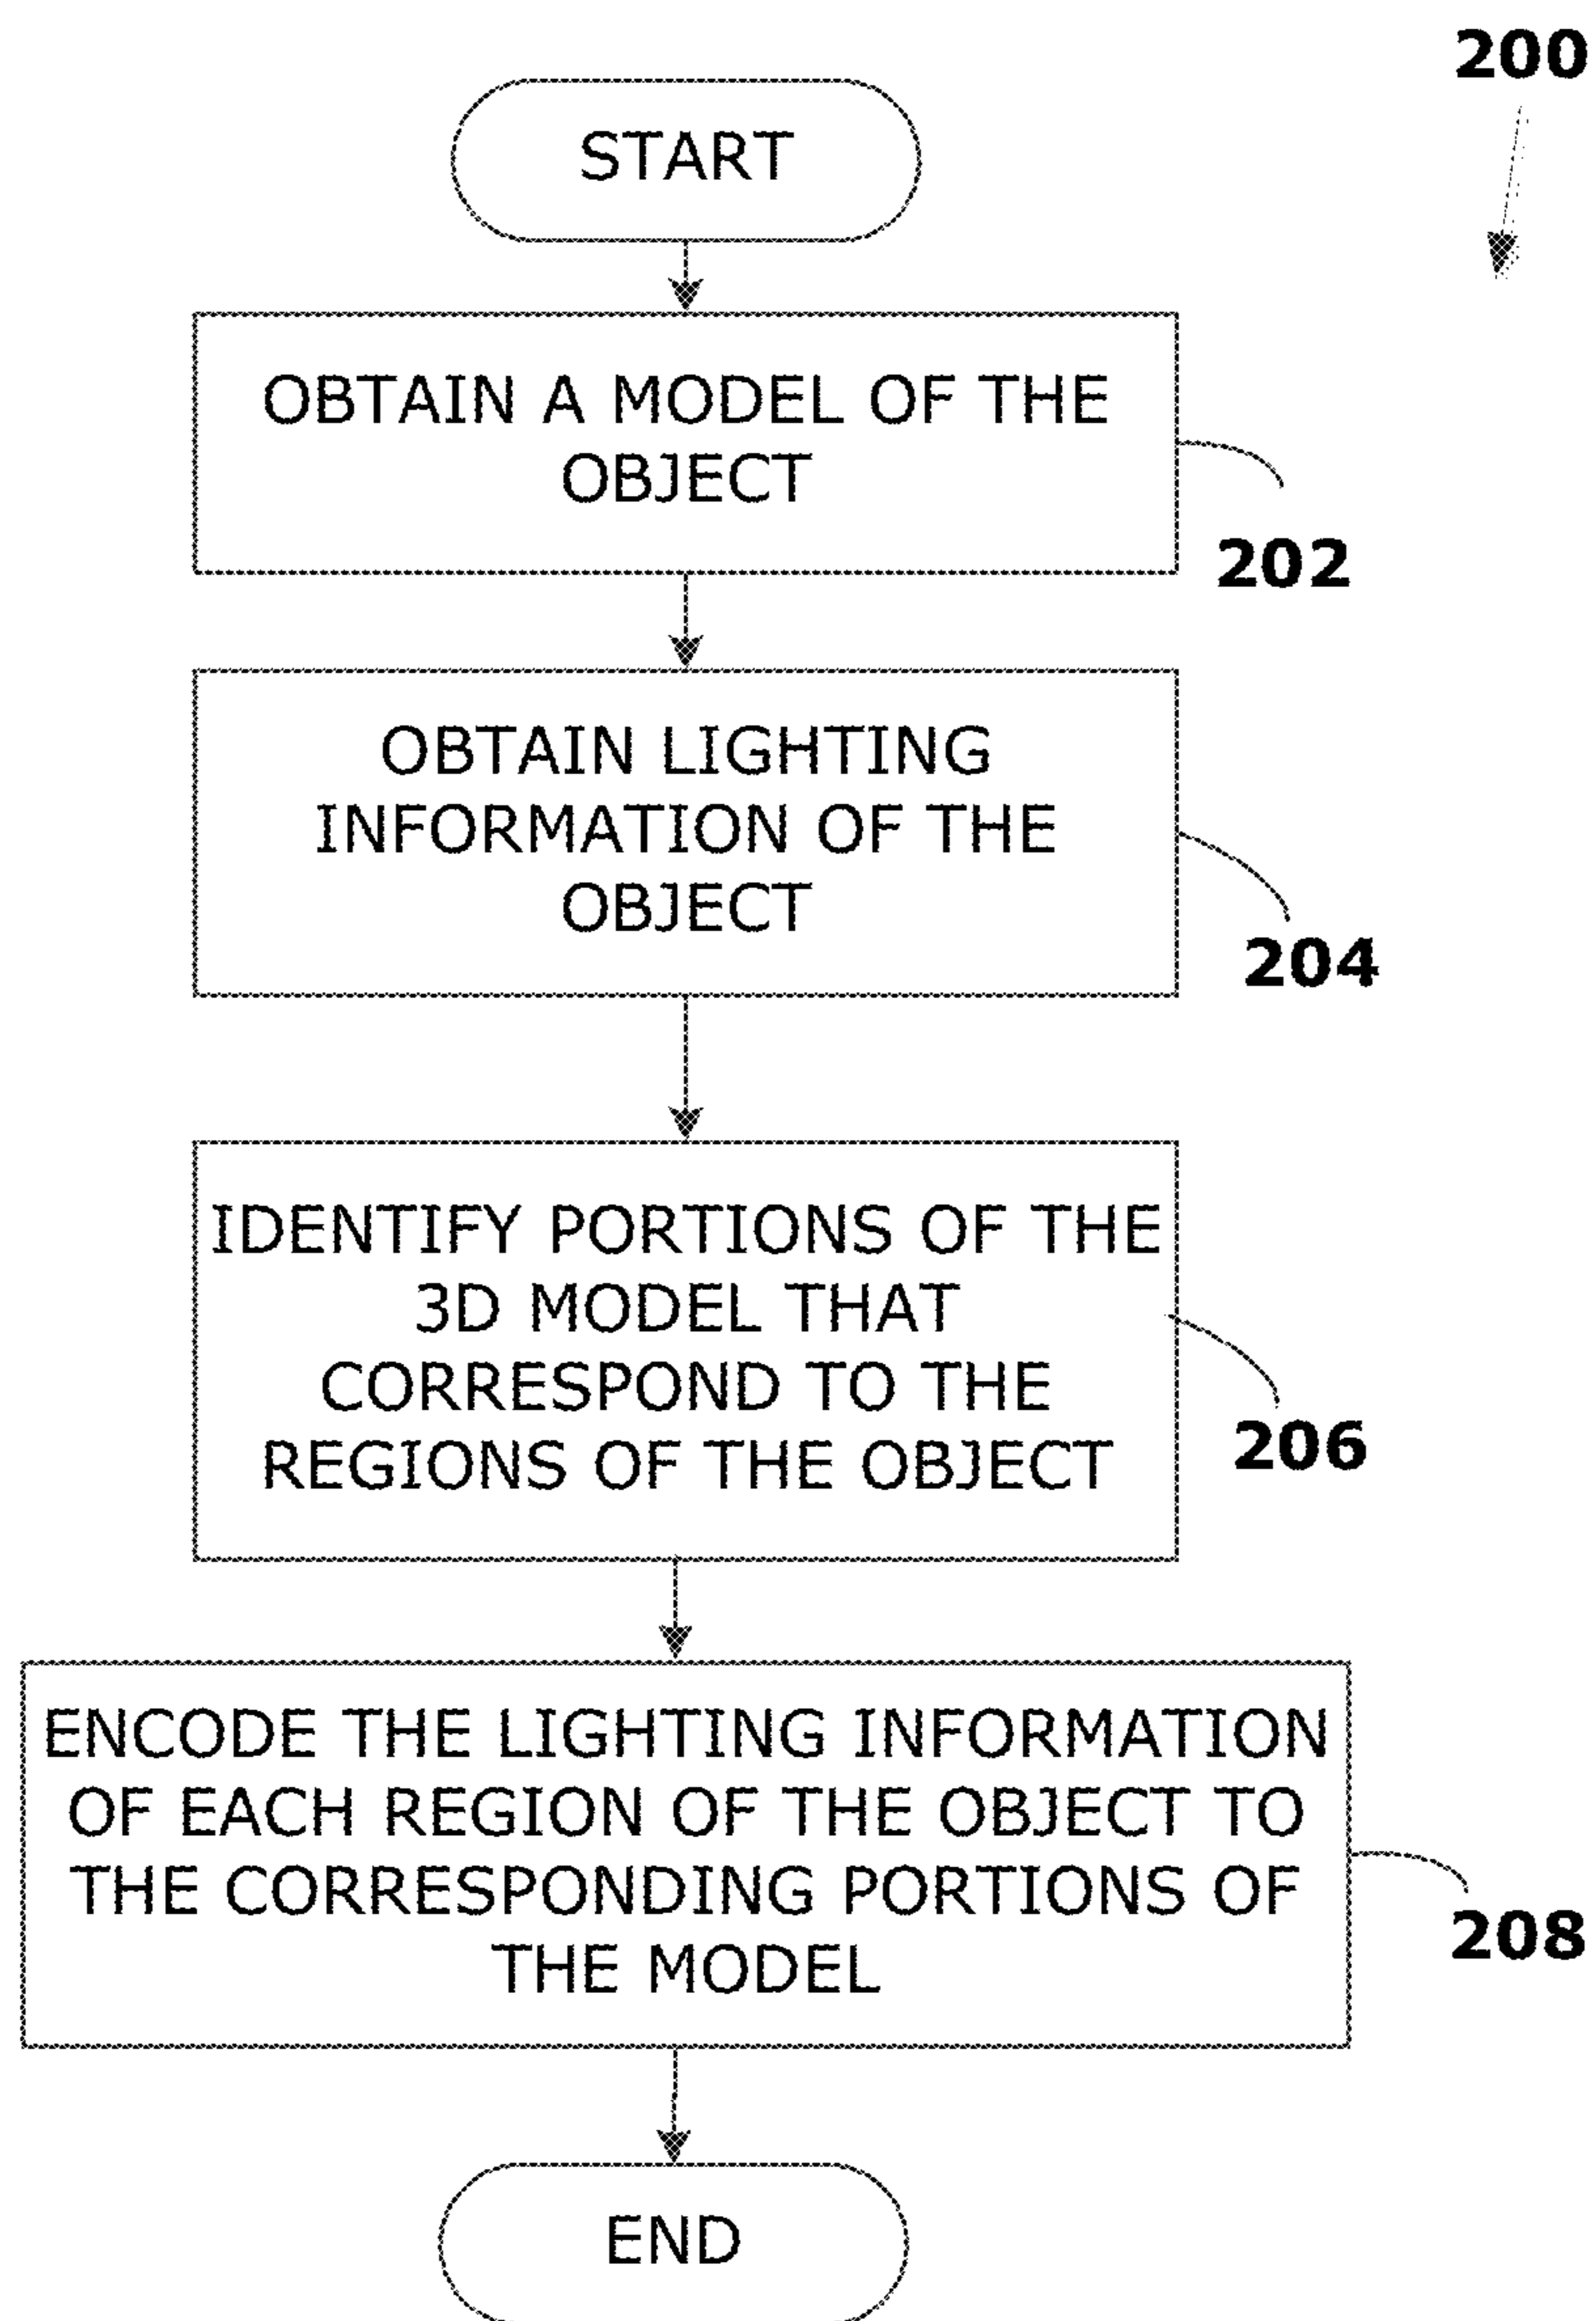 200
START
OBTAIN A MODEL OF THE
OBJECT
202
OBTAIN LIGHTING
INFORMATION OF THE
OBJECT
204
IDENTIFY PORTIONS OF THE
3D MODEL THAT
CORRESPOND TO THE
REGIONS OF THE OBJECT
206
ENCODE THE LIGHTING INFORMATION
OF EACH REGION OF THE OBJECT TO
THE CORRESPONDING PORTIONS OF
THE MODEL
208
END